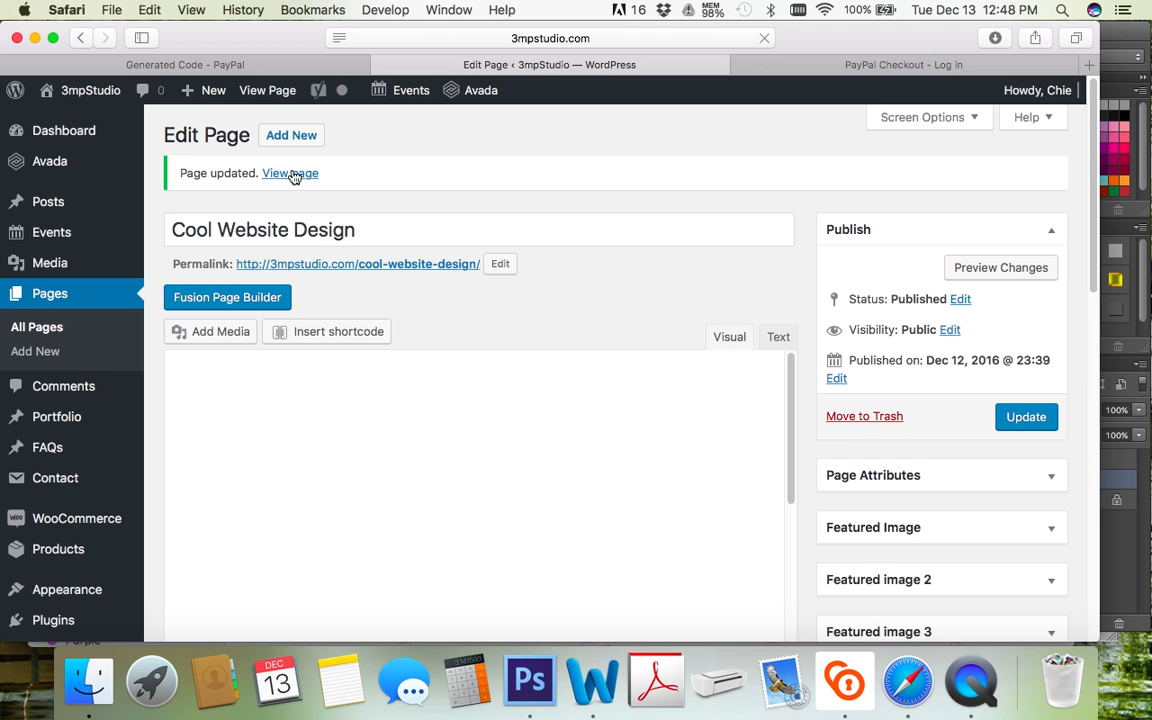 Safari File Edit View History Bookmarks Develop Window Help 16 MEM 98% 100% Tue Dec 13 12:48 PM
3mpstudio.com
Generated Code - PayPal Edit Page ‹ 3mpStudio — WordPress PayPal Checkout - Log in
3mpStudio 0 New View Page Events Avada Howdy, Chie
Screen Options Help
Edit Page Add New
Page updated. View page
Cool Website Design
Permalink: http://3mpstudio.com/cool-website-design/ Edit
Fusion Page Builder
Add Media Insert shortcode
Visual Text
Dashboard
Avada
Posts
Events
Media
Pages
All Pages
Add New
Comments
Portfolio
FAQs
Contact
WooCommerce
Products
Appearance
Plugins
Publish
Preview Changes
Status: Published Edit
Visibility: Public Edit
Published on: Dec 12, 2016 @ 23:39
Edit
Move to Trash Update
Page Attributes
Featured Image
Featured image 2
Featured image 3
100%
100%
DEC
13
Ps